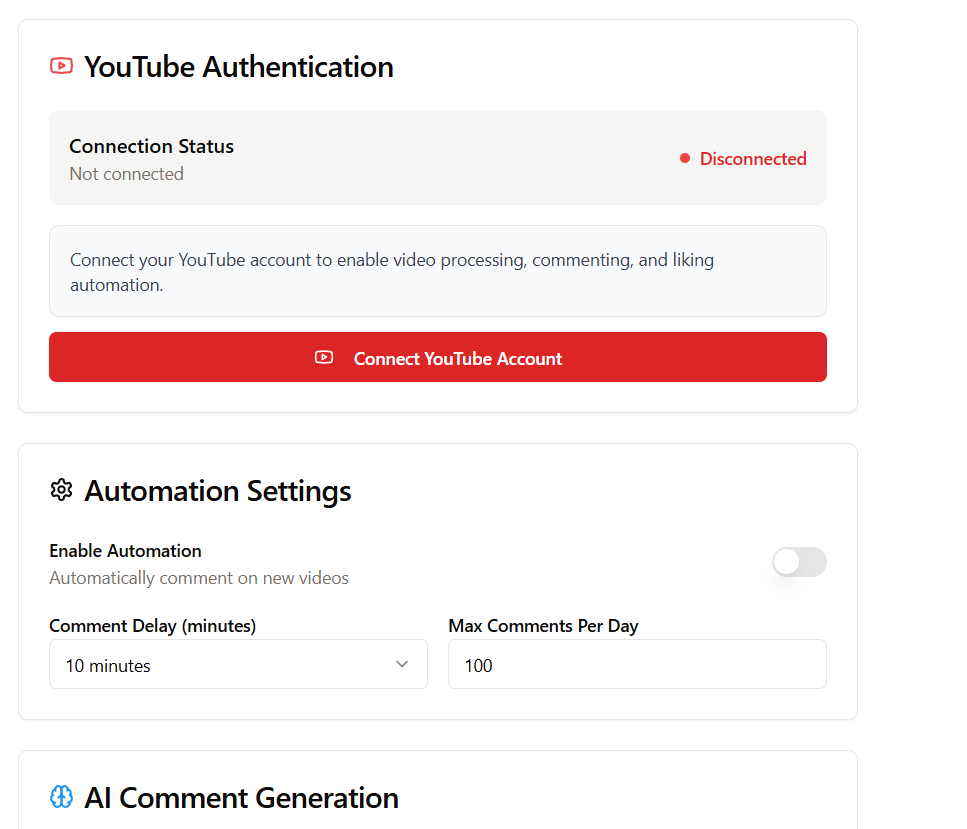 YouTube Authentication
Connection Status
Not connected
Disconnected
Connect your YouTube account to enable video processing, commenting, and liking
automation.
Connect YouTube Account
Automation Settings
Enable Automation
Automatically comment on new videos
Comment Delay (minutes)
Max Comments Per Day
10 minutes
100
AI Comment Generation